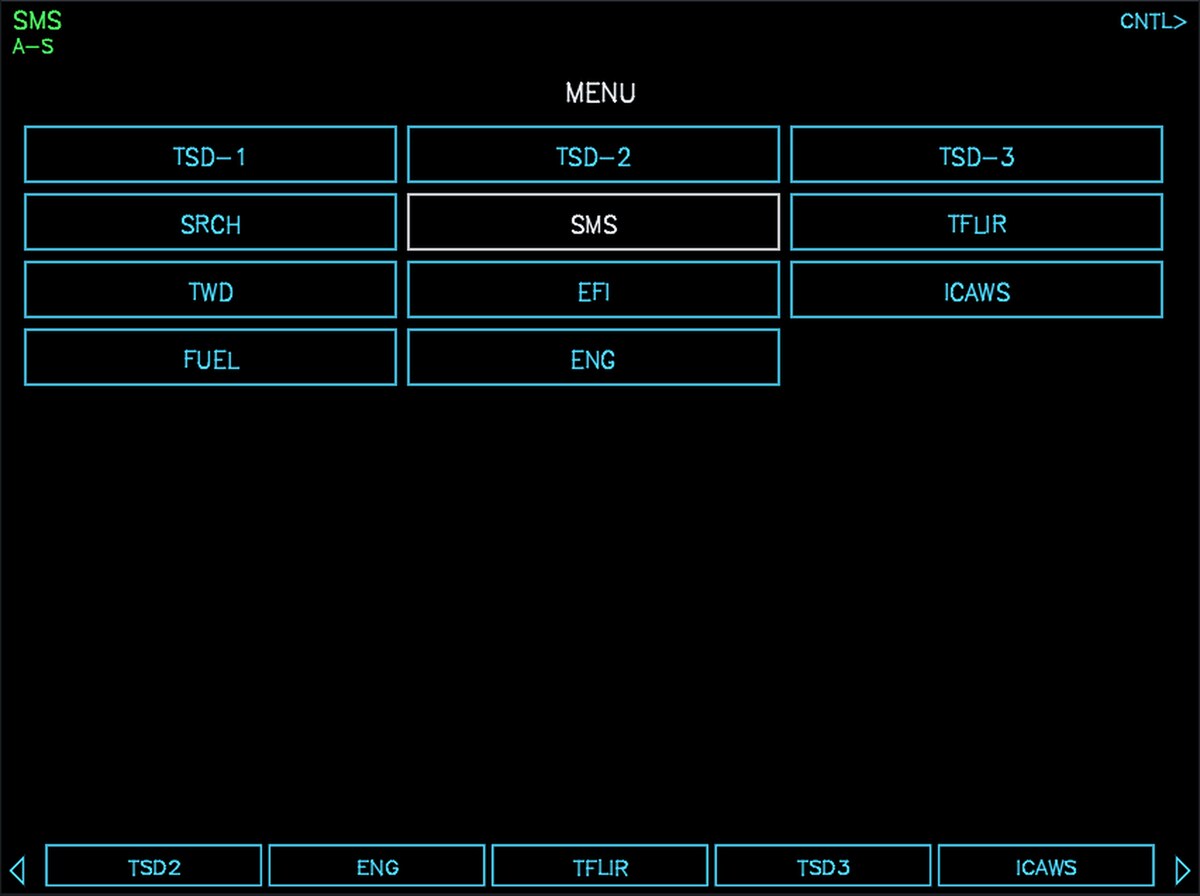 SMS
CNTL>
A-S
MENU
TSD-1 TSD-2 TSD-3
SRCH SMS TFLIR
TWD EFI ICAWS
FUEL ENG
TSD2 ENG TFLIR TSD3 ICAWS